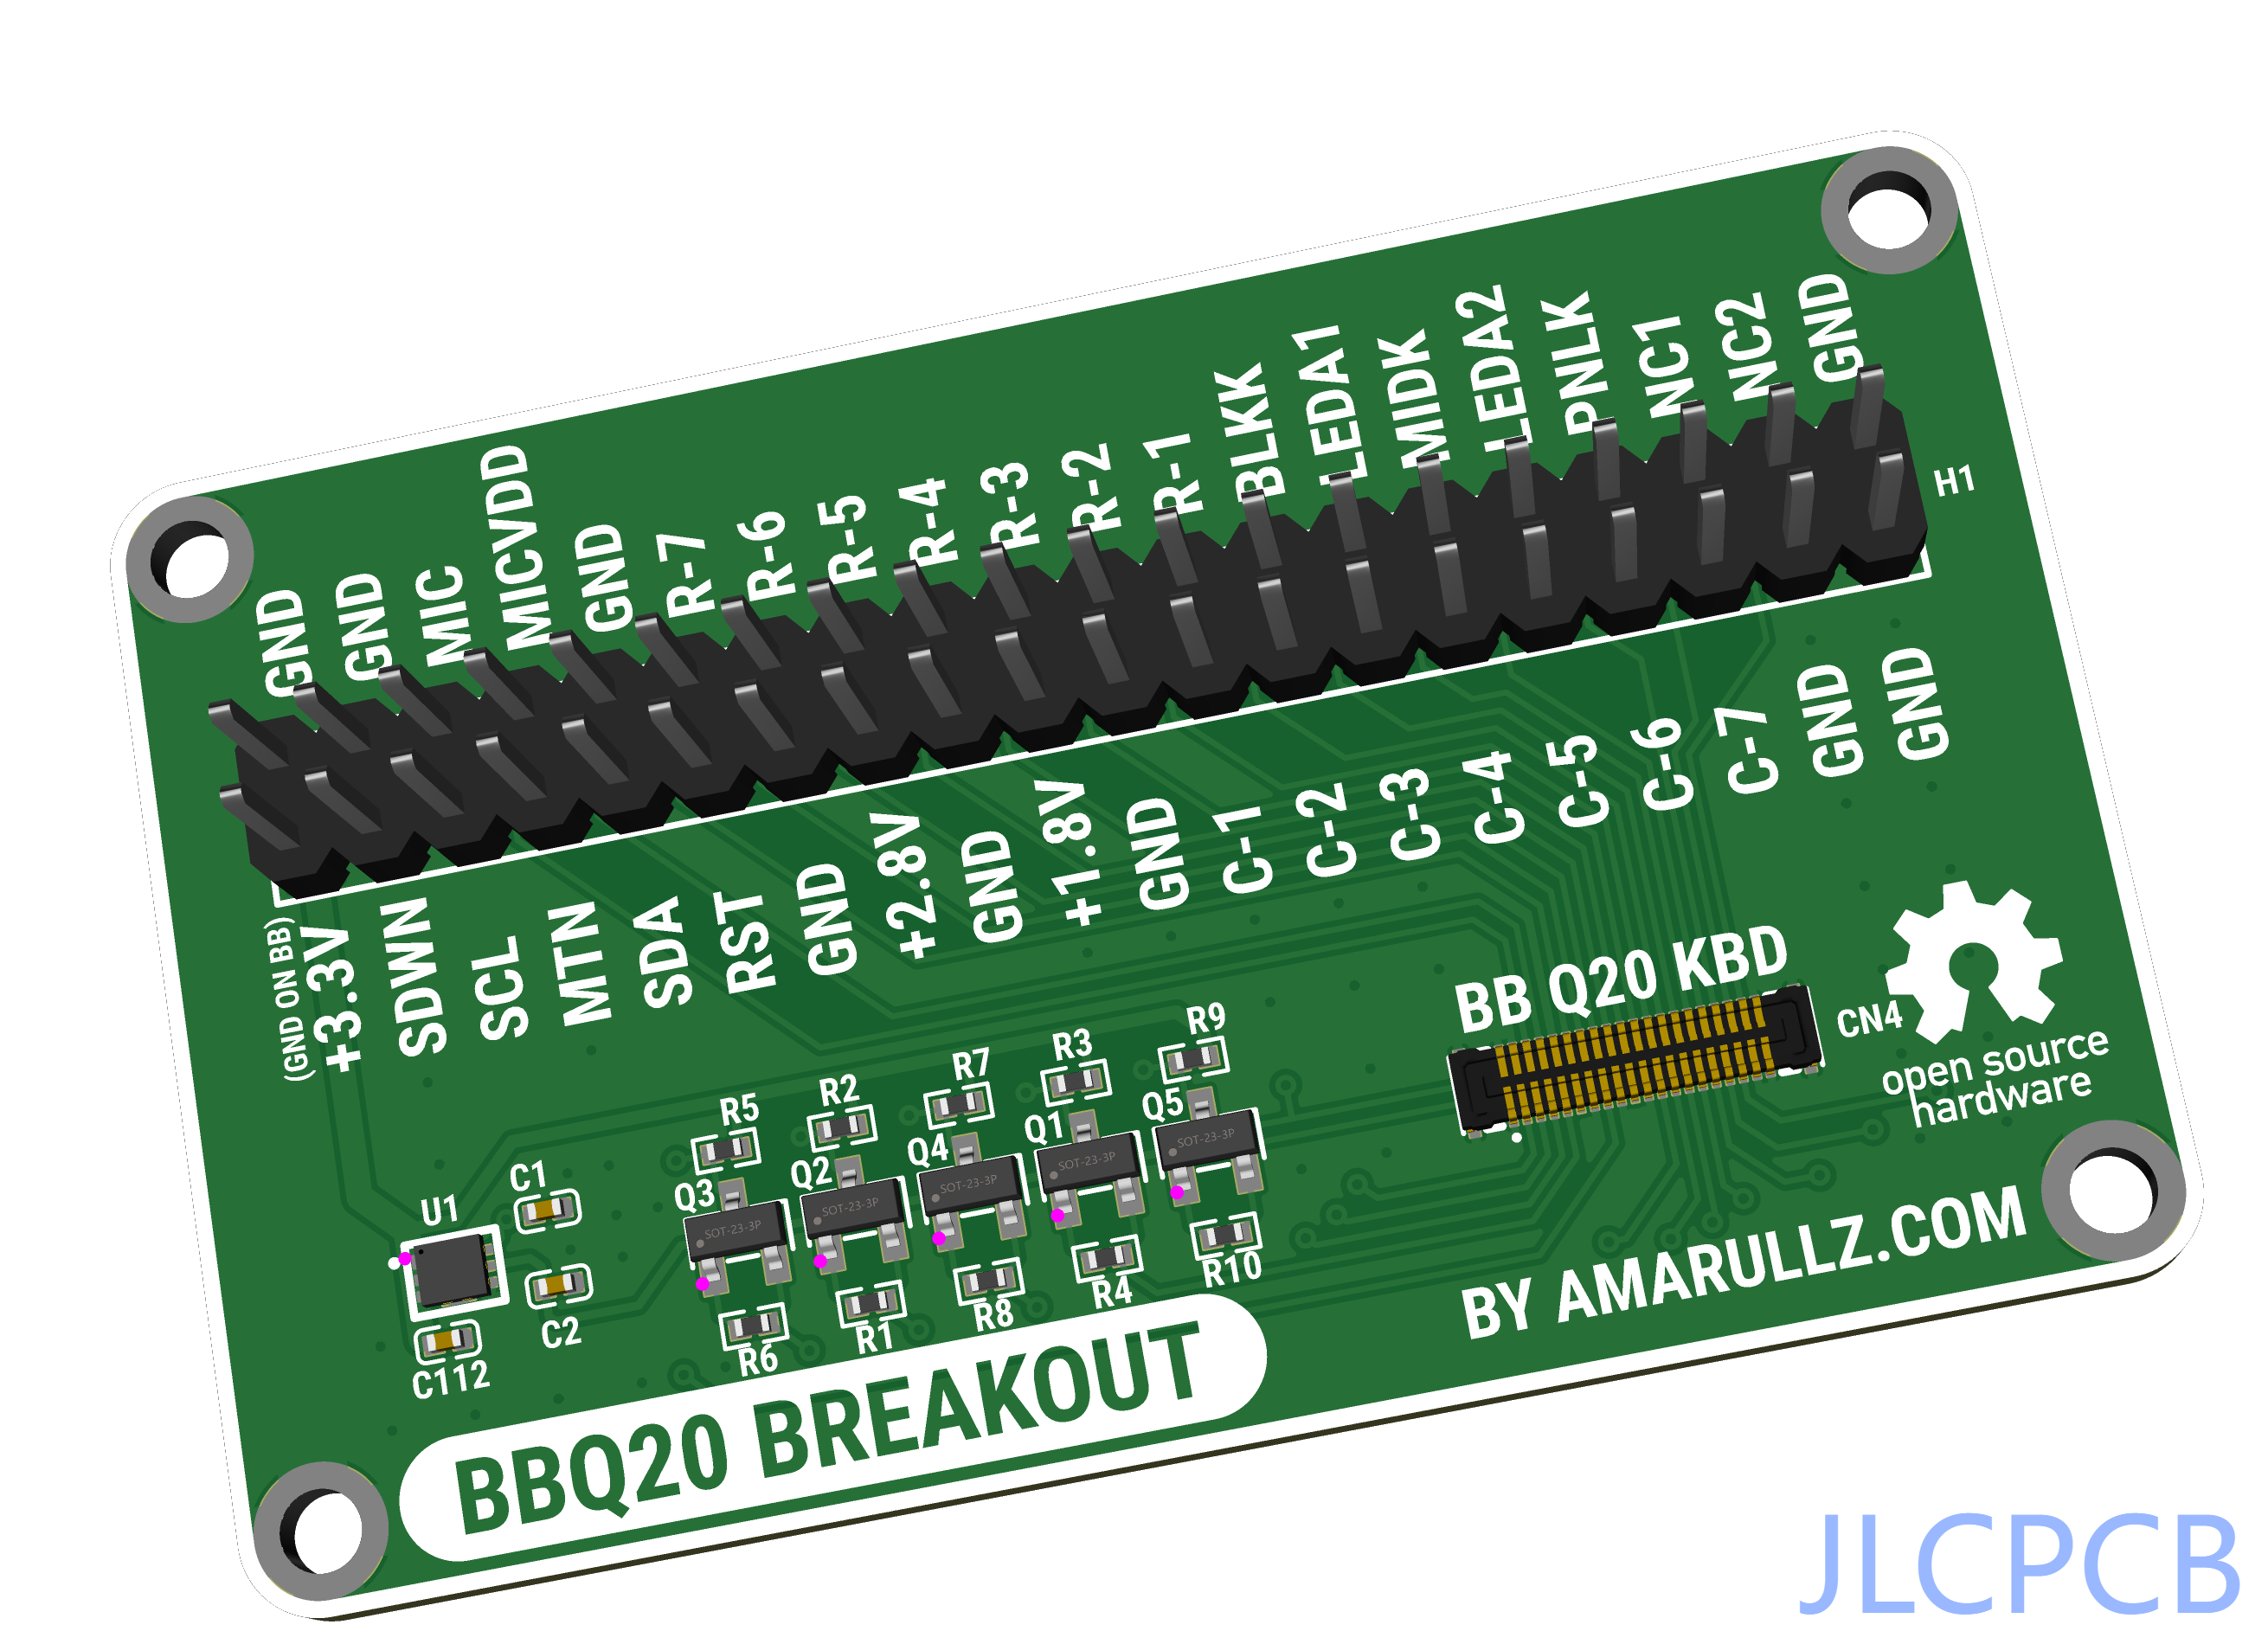 GND
GND
MIC
MICVDD
GND
R-7
R-6
R-5
R-4
R-3
R-2
R-1
BLKK
LEDA1
MIDK
LEDA2
PNLK
NC1
NC2
GND
H1
(GND ON BB)
+3.3V
SDWN
SCL
MTN
SDA
RST
GND
+2.8V
GND
+1.8V
GND
C-1
C-2
C-3
C-4
C-5
C-6
C-7
GND
GND
BB Q20 KBD
CN4
open source
hardware
R5
R2
R7
R3
R9
Q3
Q2
Q4
Q1
Q5
SOT-23-3P
SOT-23-3P
SOT-23-3P
SOT-23-3P
SOT-23-3P
U1
C1
C2
C112
R6
R1
R8
R4
R10
BY AMARULLZ.COM
BBQ20 BREAKOUT
JLCPCB